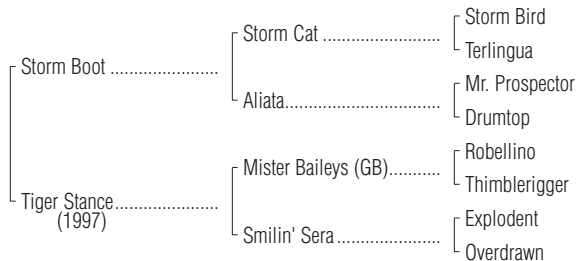 Storm Bird
Storm Cat ..........................
Terlingua
Storm Boot ........................
Mr. Prospector
Aliata...................................
Drumtop
Robellino
Mister Baileys (GB)...........
Thimblerigger
Tiger Stance.......................
(1997)
Explodent
Smilin' Sera .......................
Overdrawn